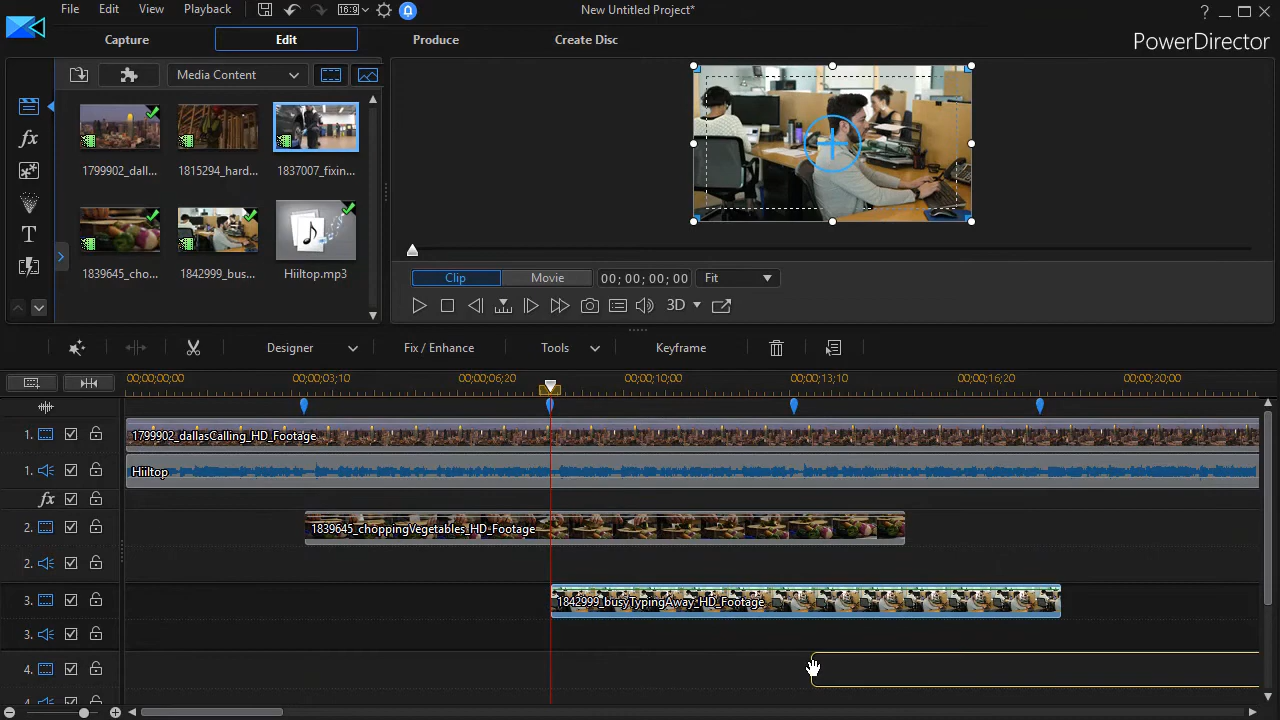 File Edit View Playback 16:9 New Untitled Project* ?
Capture Edit Produce Create Disc PowerDirector
Media Content
1799902_dall... 1815294_hard... 1837007_fixin...
1839645_cho... 1842999_bus... Hiiltop.mp3
Clip Movie 00; 00; 00; 00 Fit
3D
Designer Fix / Enhance Tools Keyframe
00;00;00;00 00;00;03;10 00;00;06;20 00;00;10;00 00;00;13;10 00;00;16;20 00;00;20;00
1. 1799902_dallasCalling_HD_Footage
1. Hiiltop
fx
2. 1839645_choppingVegetables_HD_Footage
2.
3. 1842999_busyTypingAway_HD_Footage
3.
4.